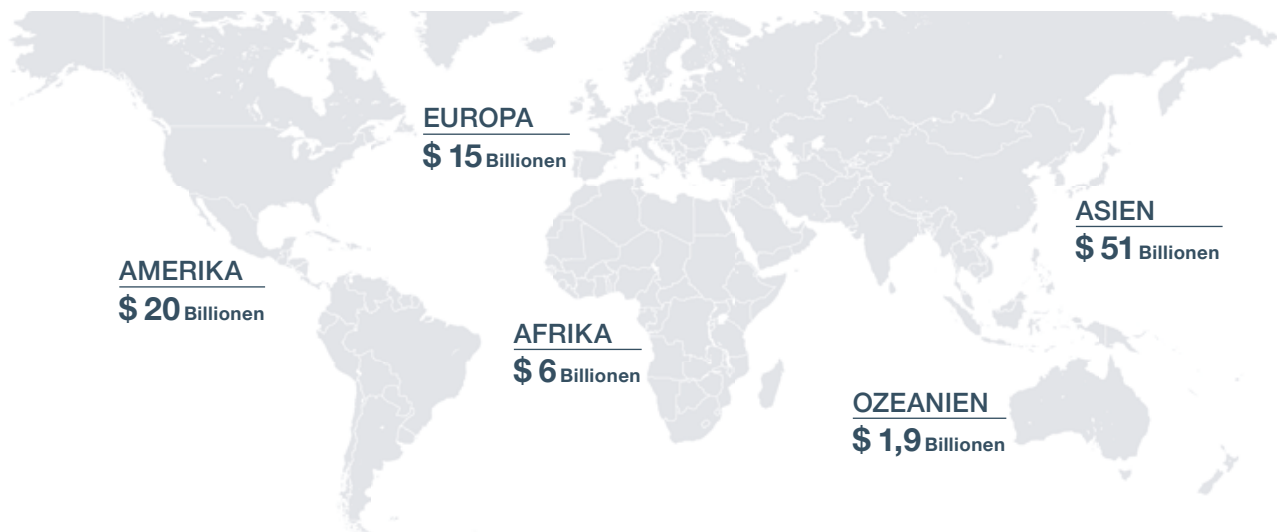 EUROPA
$ 15 Billionen
ASIEN
$ 51 Billionen
AMERIKA
$ 20 Billionen
AFRIKA
$ 6 Billionen
OZEANIEN
$ 1,9 Billionen